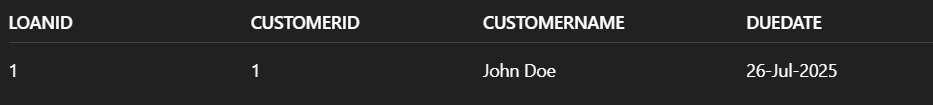 LOANID CUSTOMERID CUSTOMERNAME DUEDATE
1 1 John Doe 26-Jul-2025